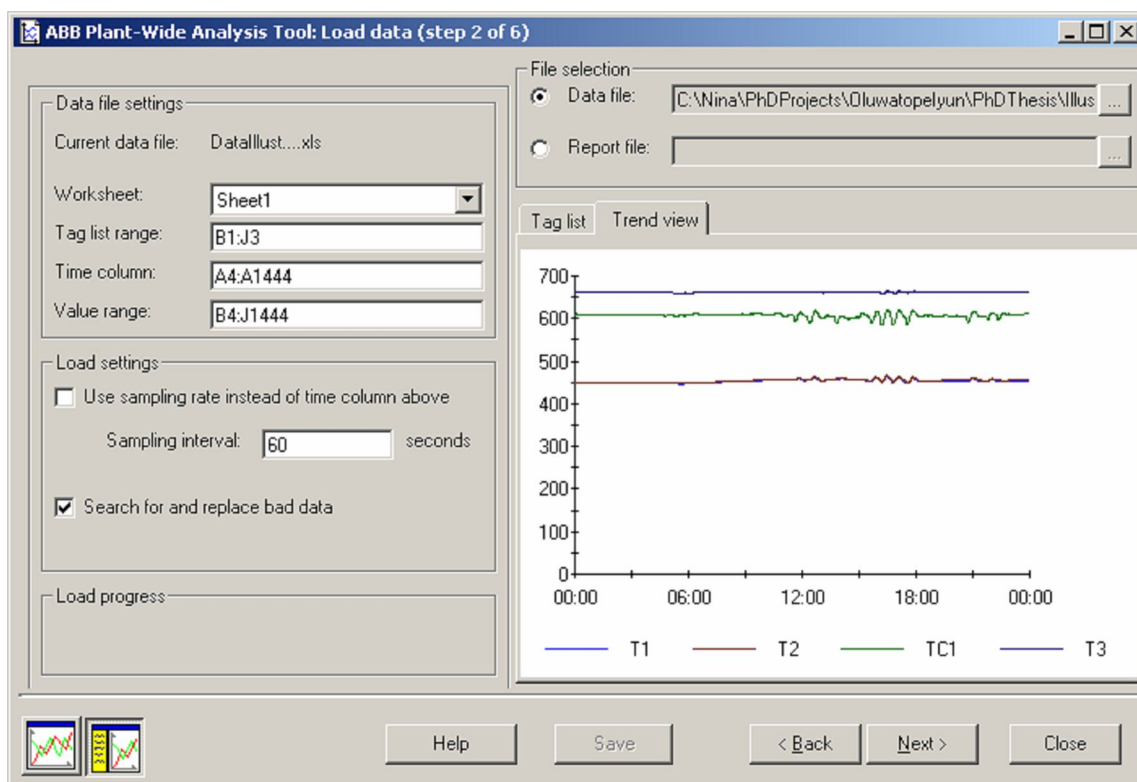 ABB Plant-Wide Analysis Tool: Load data (step 2 of 6)
Data file settings
Current data file: DataIllust....xls
Worksheet: Sheet1
Tag list range: B1:J3
Time column: A4:A1444
Value range: B4:J1444
Load settings
Use sampling rate instead of time column above
Sampling interval: 60 seconds
Search for and replace bad data
Load progress
File selection
Data file: C:\Nina\PhDProjects\Oluwatopelyun\PhDThesis\Illus ...
Report file: ...
Tag list Trend view
700
600
500
400
300
200
100
0
00:00 06:00 12:00 18:00 00:00
T1 T2 TC1 T3
Help Save < Back Next > Close